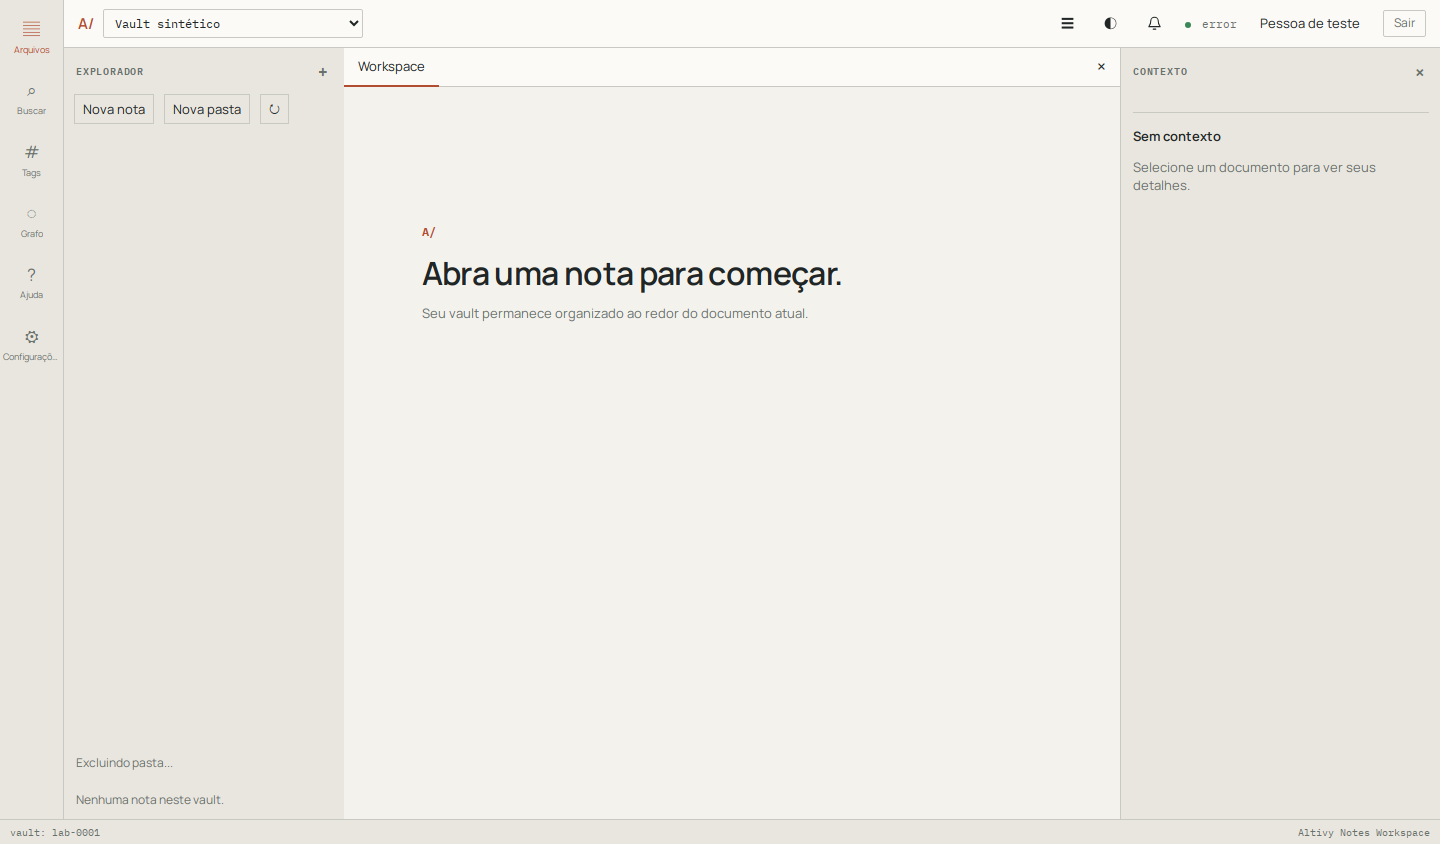 Arquivos
Buscar
#
Tags
Grafo
?
Ajuda
Configuraçõ...
A/
Vault sintético
error
Pessoa de teste
Sair
EXPLORADOR
+
Nova nota
Nova pasta
Excluindo pasta...
Nenhuma nota neste vault.
Workspace
×
A/
Abra uma nota para começar.
Seu vault permanece organizado ao redor do documento atual.
CONTEXTO
×
Sem contexto
Selecione um documento para ver seus
detalhes.
vault: lab-0001
Altivy Notes Workspace